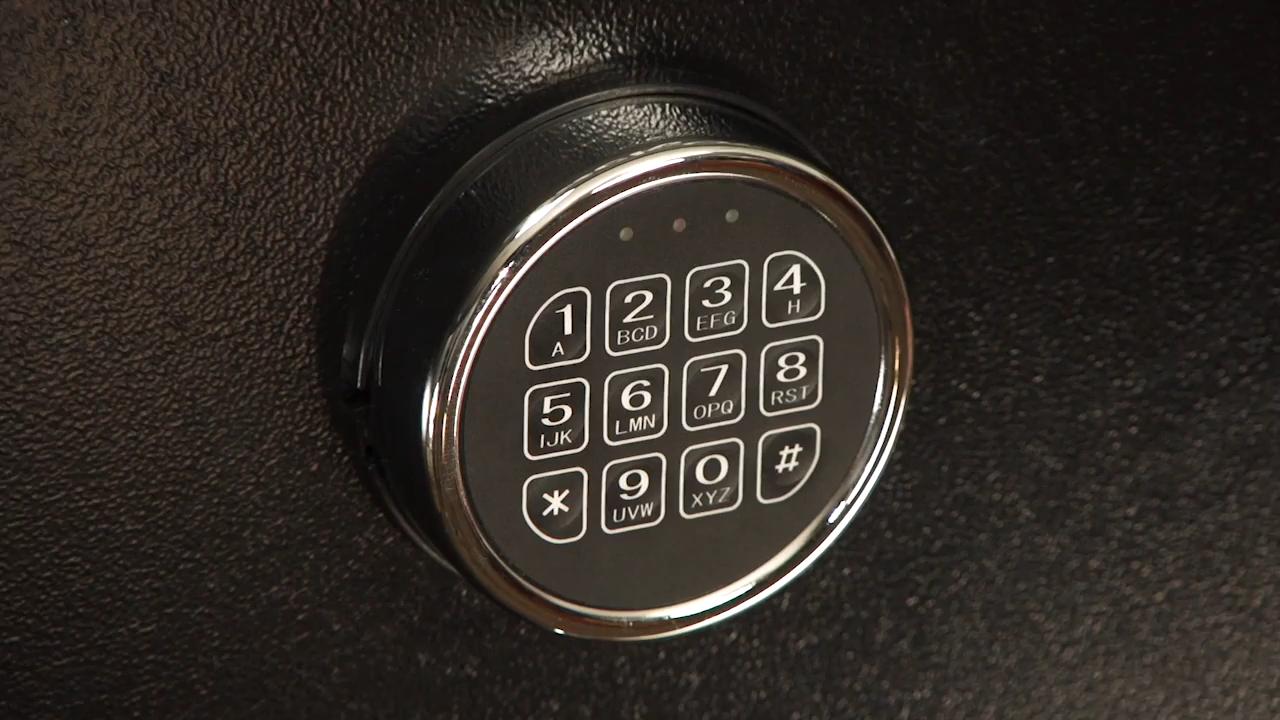 1 2 3 4
A BCD EFG H
5 6 7 8
IJK LMN OPQ RST
* 9 0 #
UVW XYZ